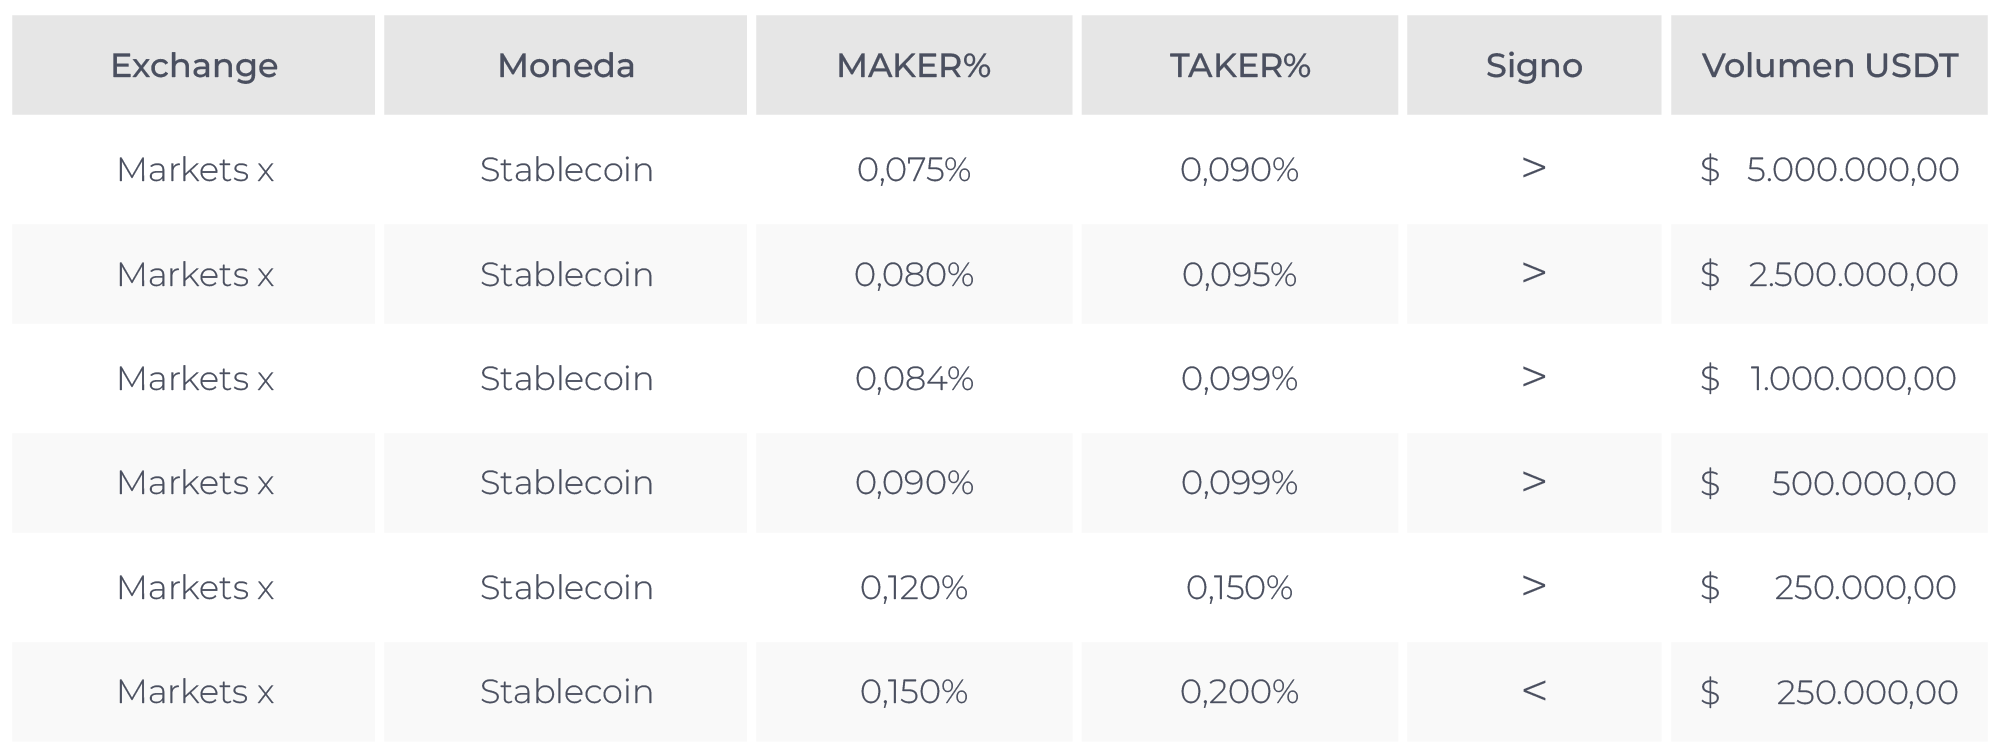 Exchange Moneda MAKER% TAKER% Signo Volumen USDT
Markets x Stablecoin 0,075% 0,090% > $ 5.000.000,00
Markets x Stablecoin 0,080% 0,095% > $ 2.500.000,00
Markets x Stablecoin 0,084% 0,099% > $ 1.000.000,00
Markets x Stablecoin 0,090% 0,099% > $ 500.000,00
Markets x Stablecoin 0,120% 0,150% > $ 250.000,00
Markets x Stablecoin 0,150% 0,200% < $ 250.000,00